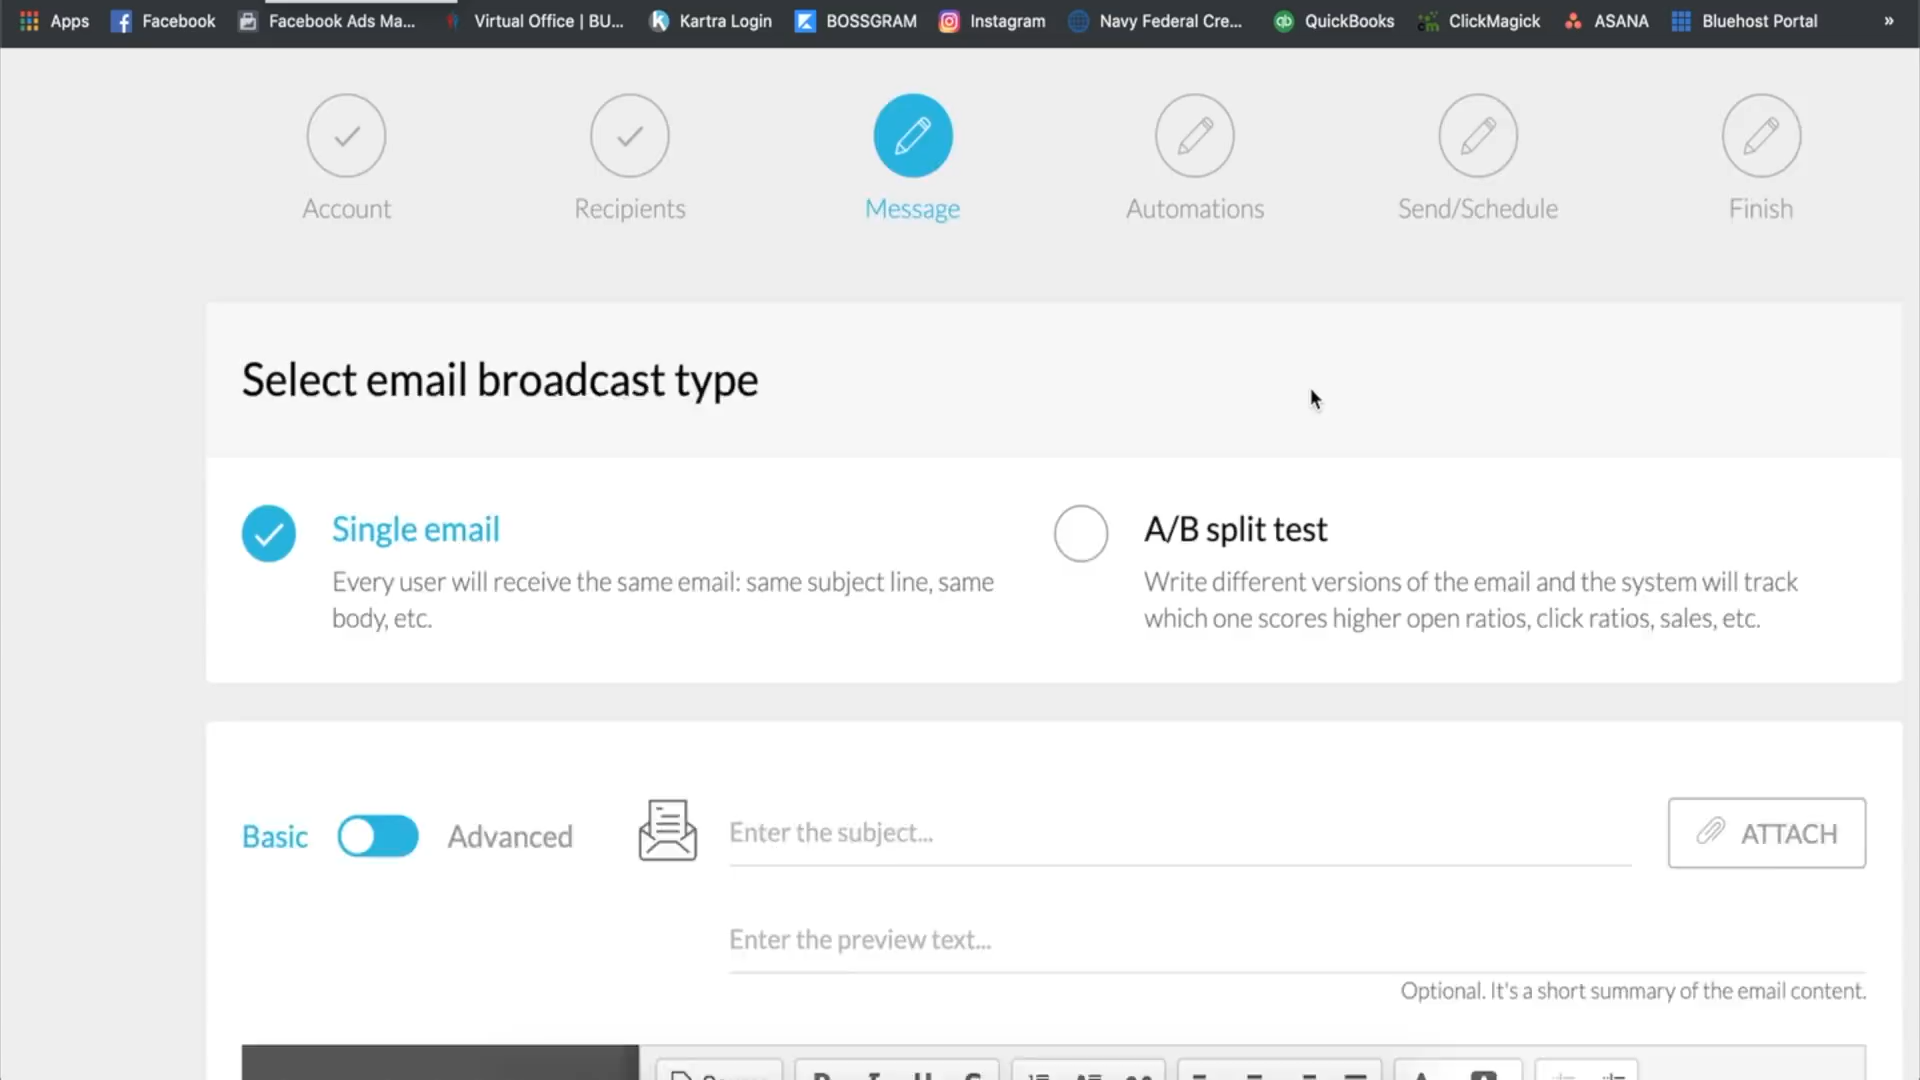 Apps Facebook Facebook Ads Ma... Virtual Office | BU... Kartra Login BOSSGRAM Instagram Navy Federal Cre... QuickBooks ClickMagick ASANA Bluehost Portal »
Account Recipients Message Automations Send/Schedule Finish
Select email broadcast type
Single email
Every user will receive the same email: same subject line, same
body, etc.
A/B split test
Write different versions of the email and the system will track
which one scores higher open ratios, click ratios, sales, etc.
Basic Advanced Enter the subject... ATTACH
Enter the preview text...
Optional. It's a short summary of the email content.